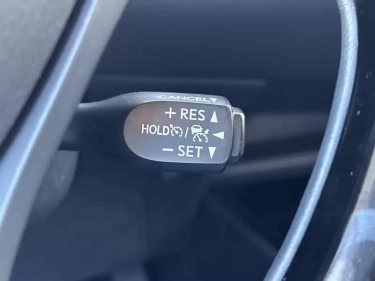 CANCEL▼
+ RES ▲
HOLD / ◄
− SET ▼